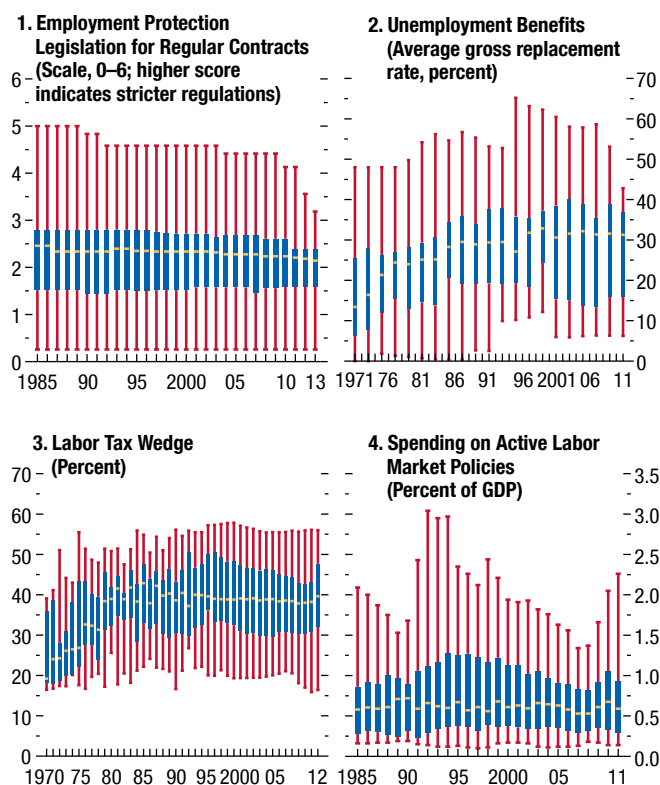 1. Employment Protection
Legislation for Regular Contracts
(Scale, 0–6; higher score
indicates stricter regulations)
6
5
4
3
2
1
0
1985 90 95 2000 05 10 13
2. Unemployment Benefits
(Average gross replacement
rate, percent)
70
60
50
40
30
20
10
0
1971 76 81 86 91 96 2001 06 11
3. Labor Tax Wedge
(Percent)
70
60
50
40
30
20
10
0
1970 75 80 85 90 95 2000 05 12
4. Spending on Active Labor
Market Policies
(Percent of GDP)
3.5
3.0
2.5
2.0
1.5
1.0
0.5
0.0
1985 90 95 2000 05 11